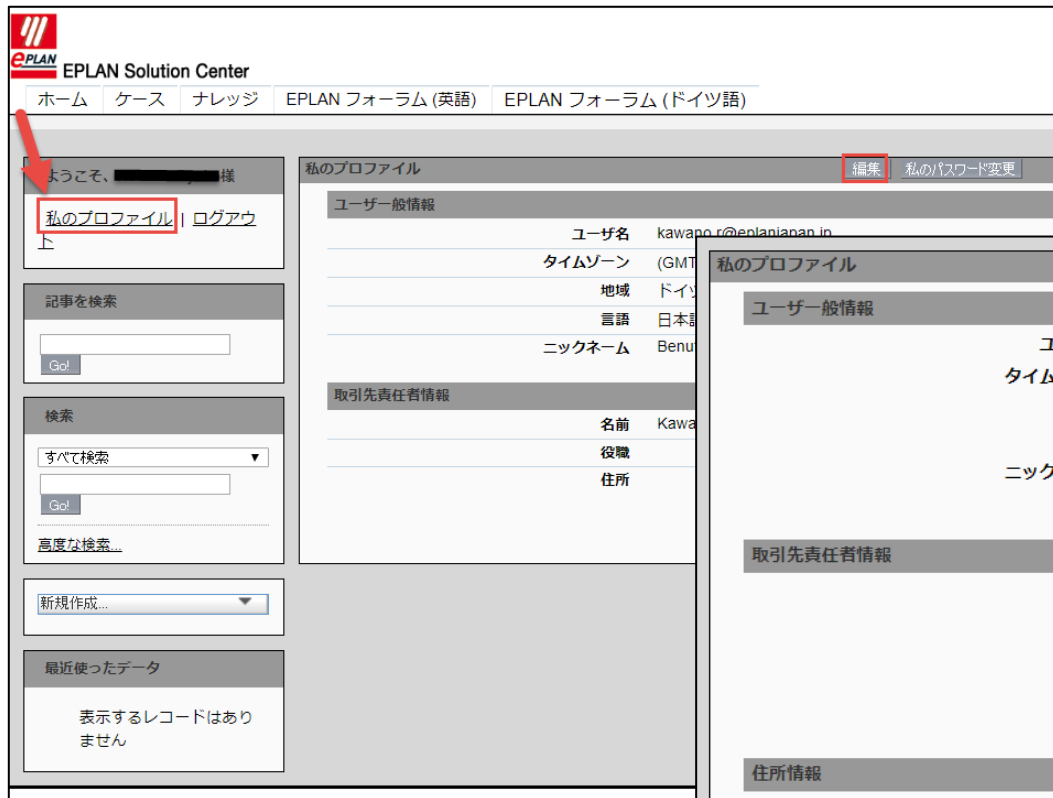 ePLAN
EPLAN Solution Center
ホーム ケース ナレッジ EPLAN フォーラム (英語) EPLAN フォーラム (ドイツ語)
ようこそ、 様
私のプロファイル | ログアウ
ト
記事を検索
Go!
検索
すべて検索
Go!
高度な検索...
新規作成...
最近使ったデータ
表示するレコードはあり
ません
私のプロファイル 編集 私のパスワード変更
ユーザー一般情報
ユーザ名 kawano.r@eplanjapan.jp
タイムゾーン (GMT
地域 ドイツ
言語 日本語
ニックネーム Benu
取引先責任者情報
名前 Kawa
役職
住所
私のプロファイル
ユーザー一般情報
ユ
タイム
ニック
取引先責任者情報
住所情報